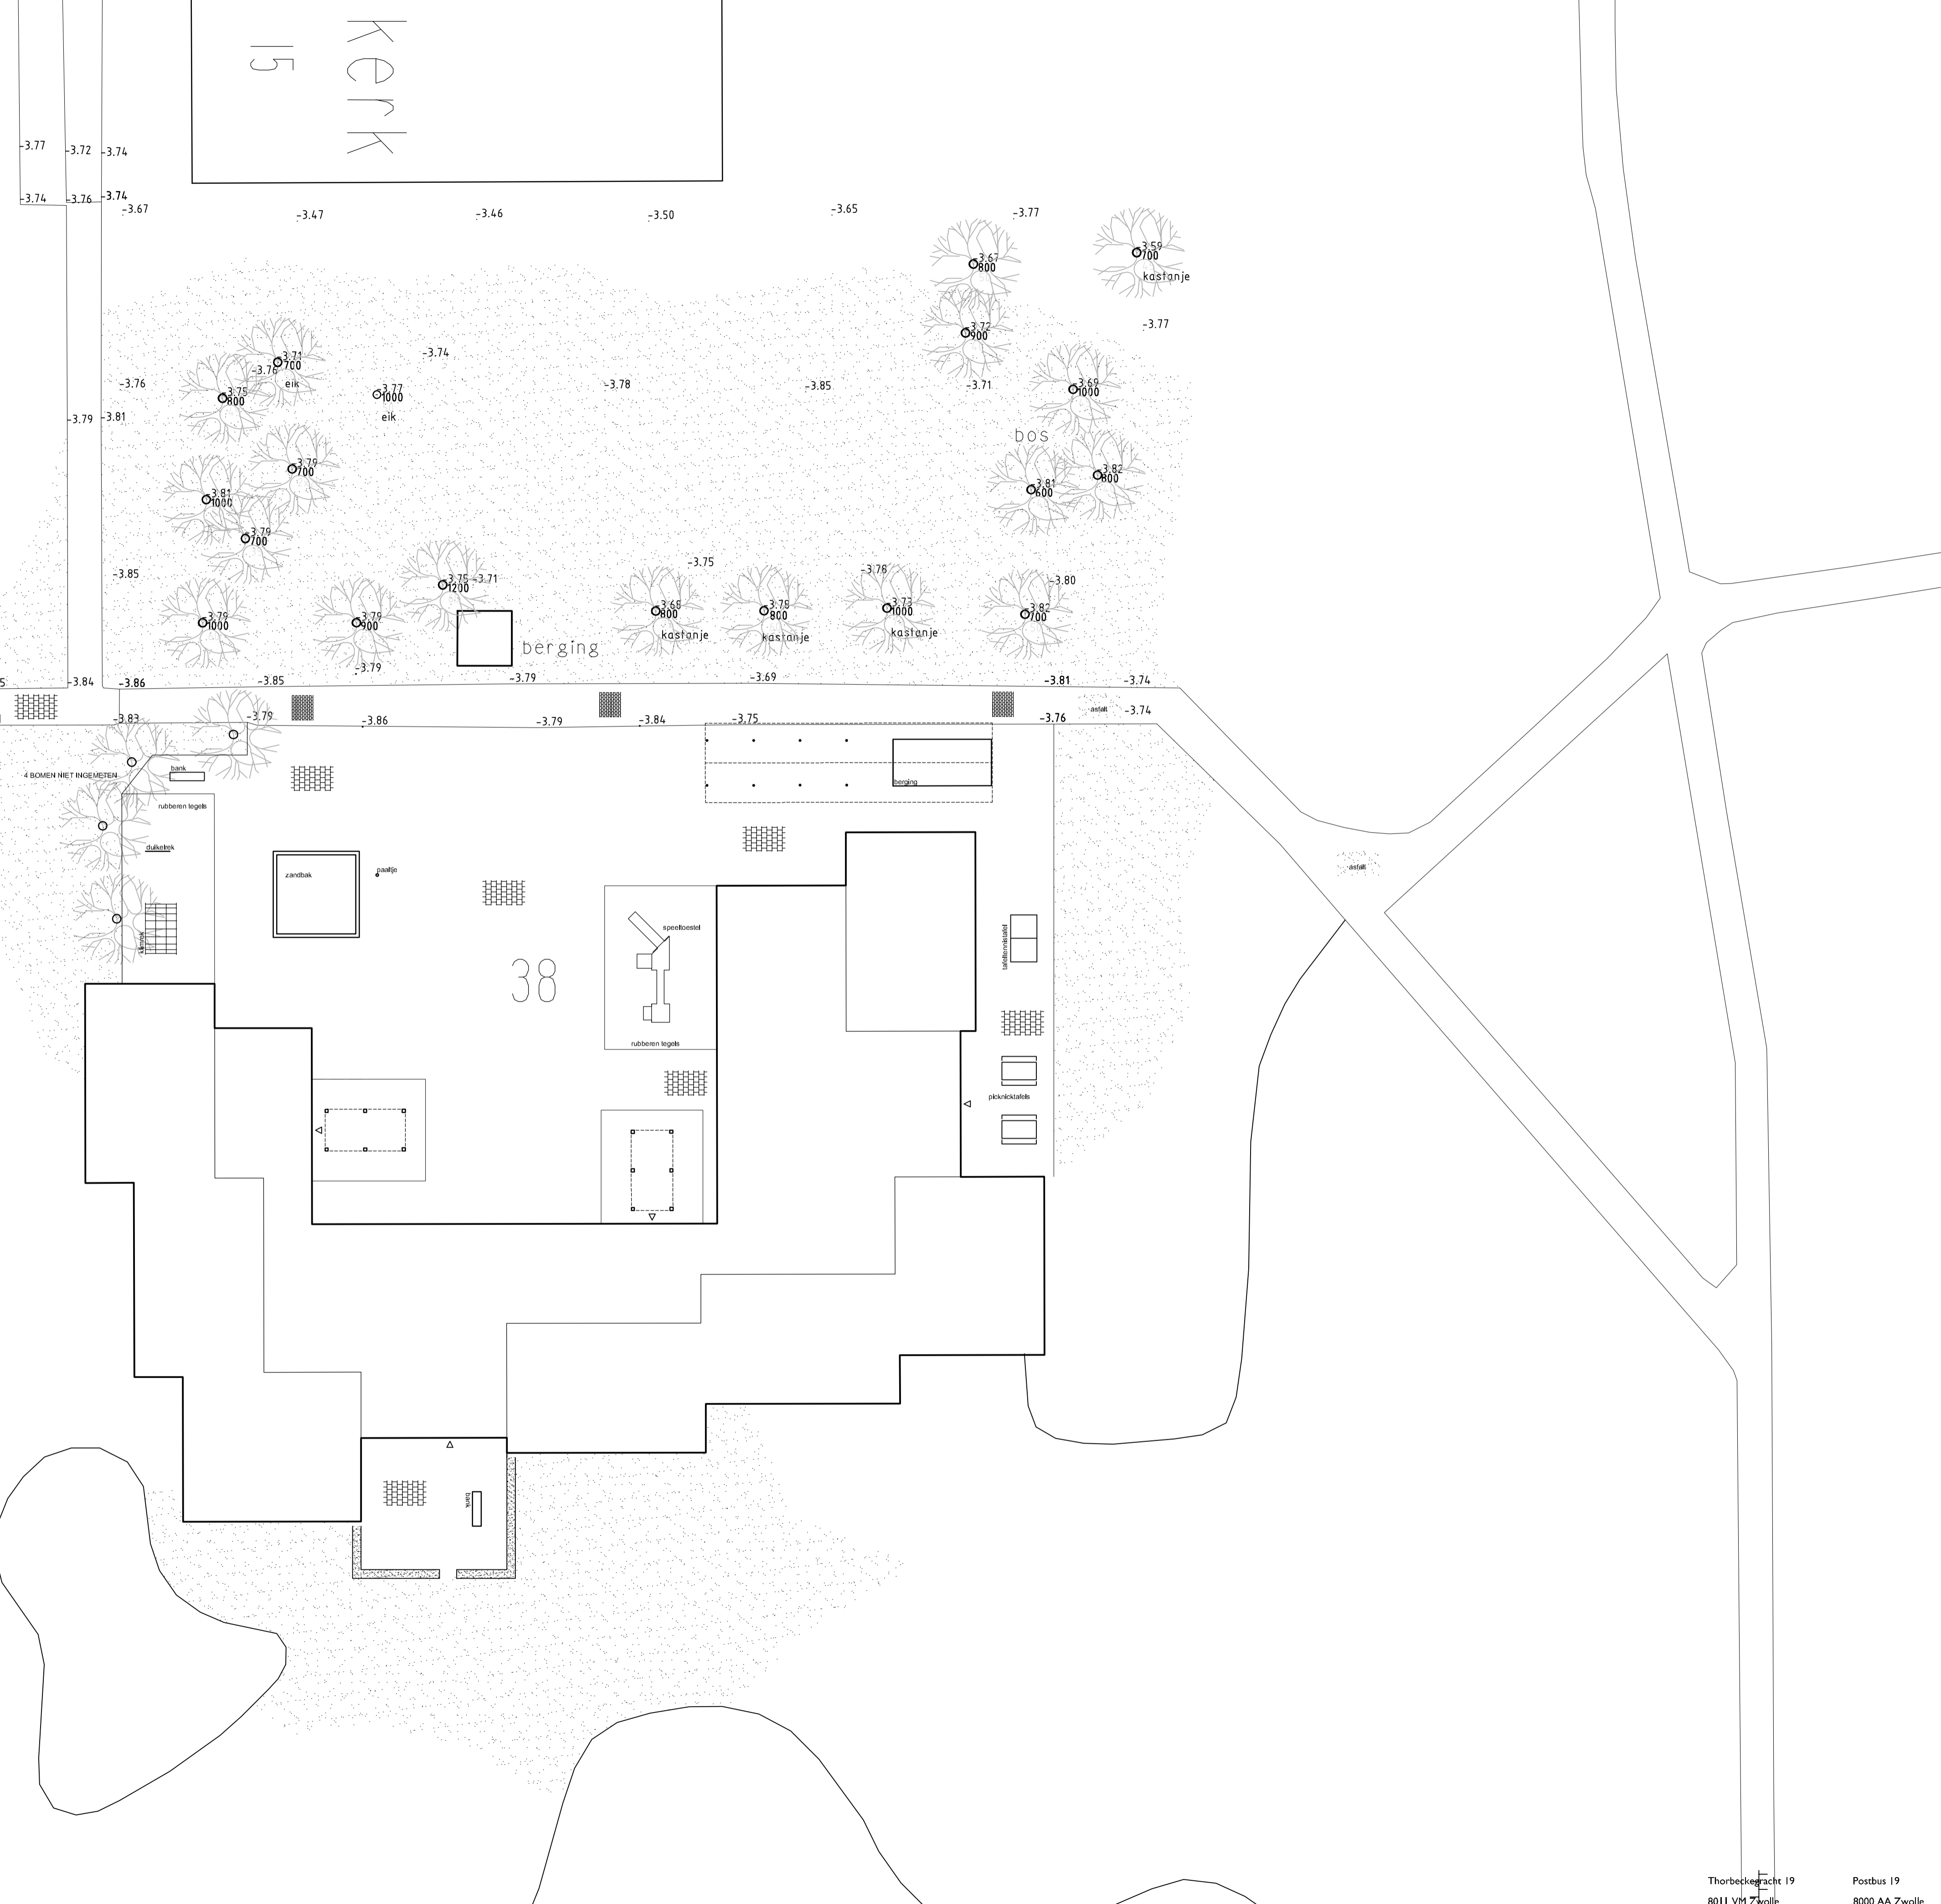 kerk
15
-3.77
-3.72
-3.74
-3.74
-3.76
-3.74
-3.67
-3.47
-3.46
-3.50
-3.65
-3.77
-3.67
800
-3.59
700
kastanje
-3.72
900
-3.77
-3.71
700
-3.76
eik
-3.74
-3.76
-3.75
800
-3.77
1000
eik
-3.78
-3.85
-3.71
-3.69
1000
-3.79
-3.81
bos
-3.79
700
-3.82
800
-3.81
600
-3.81
1000
-3.79
700
-3.85
-3.75
-3.71
1200
-3.75
-3.80
-3.79
1000
-3.79
900
-3.68
800
kastanje
800
kastanje
-3.73
1000
kastanje
-3.82
700
berging
-3.79
-3.84
-3.86
-3.85
-3.79
-3.69
-3.81
-3.74
-3.83
-3.79
-3.86
-3.79
-3.84
-3.75
-3.76
asfalt
-3.74
4 BOMEN NIET INGEMETEN
bank
berging
rubberen tegels
duikelrek
zandbak
paaltje
asfalt
klimrek
speeltoestel
tafeltennistafel
38
rubberen tegels
picknicktafels
bank
Thorbeckegracht 19
Postbus 19
8011 VM Zwolle
8000 AA Zwolle